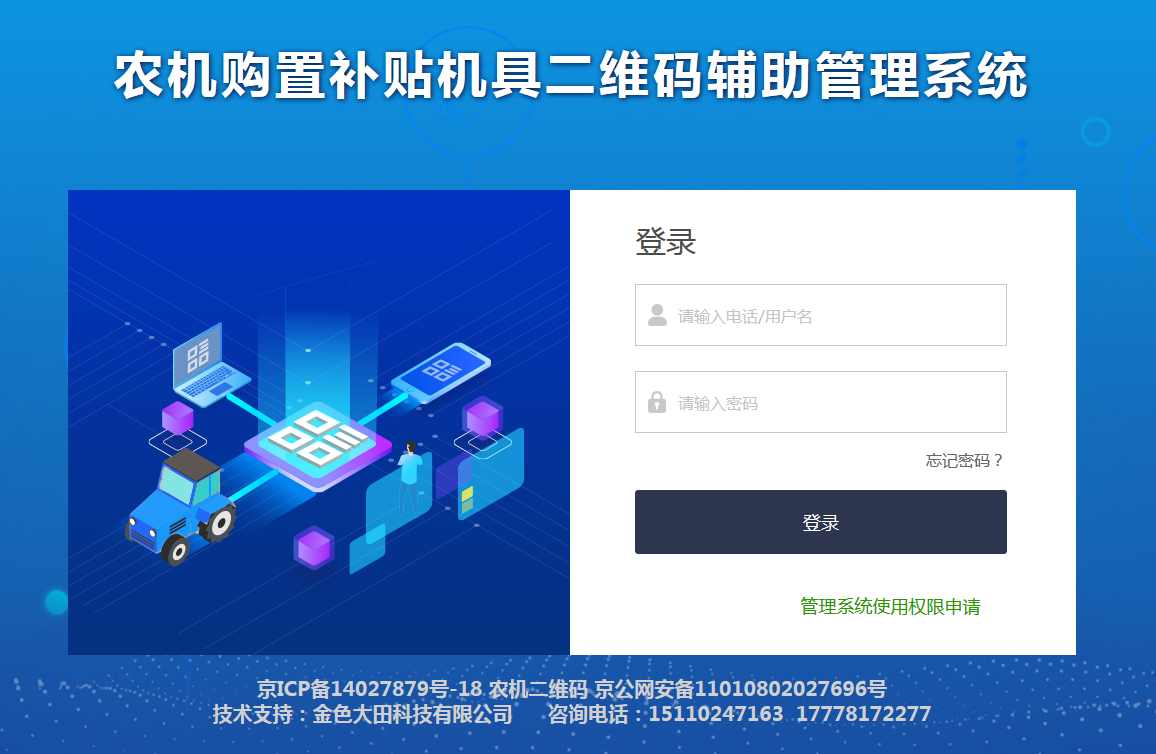 农机购置补贴机具二维码辅助管理系统
登录
请输入电话/用户名
请输入密码
忘记密码？
登录
管理系统使用权限申请
京ICP备14027879号-18 农机二维码 京公网安备11010802027696号
技术支持：金色大田科技有限公司 咨询电话：15110247163 17778172277